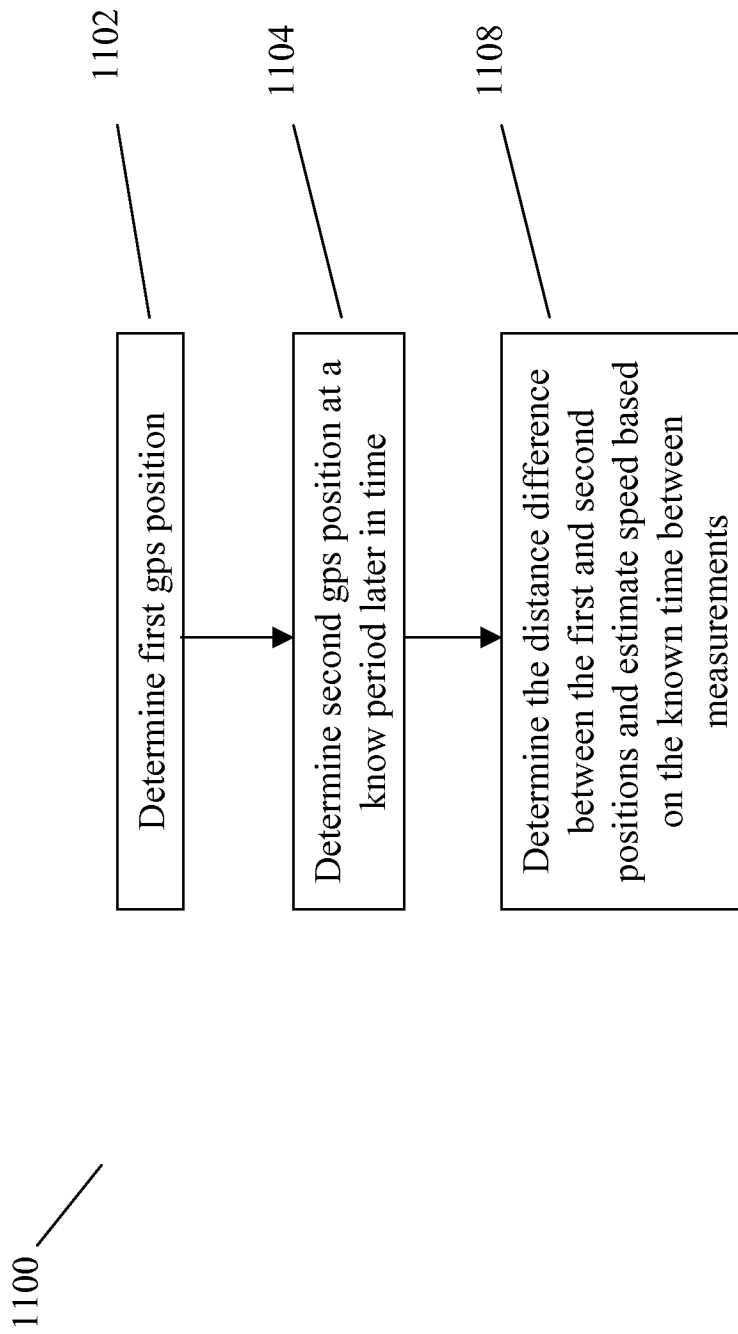 1100
1102
Determine first gps position
1104
Determine second gps position at a
know period later in time
1108
Determine the distance difference
between the first and second
positions and estimate speed based
on the known time between
measurements